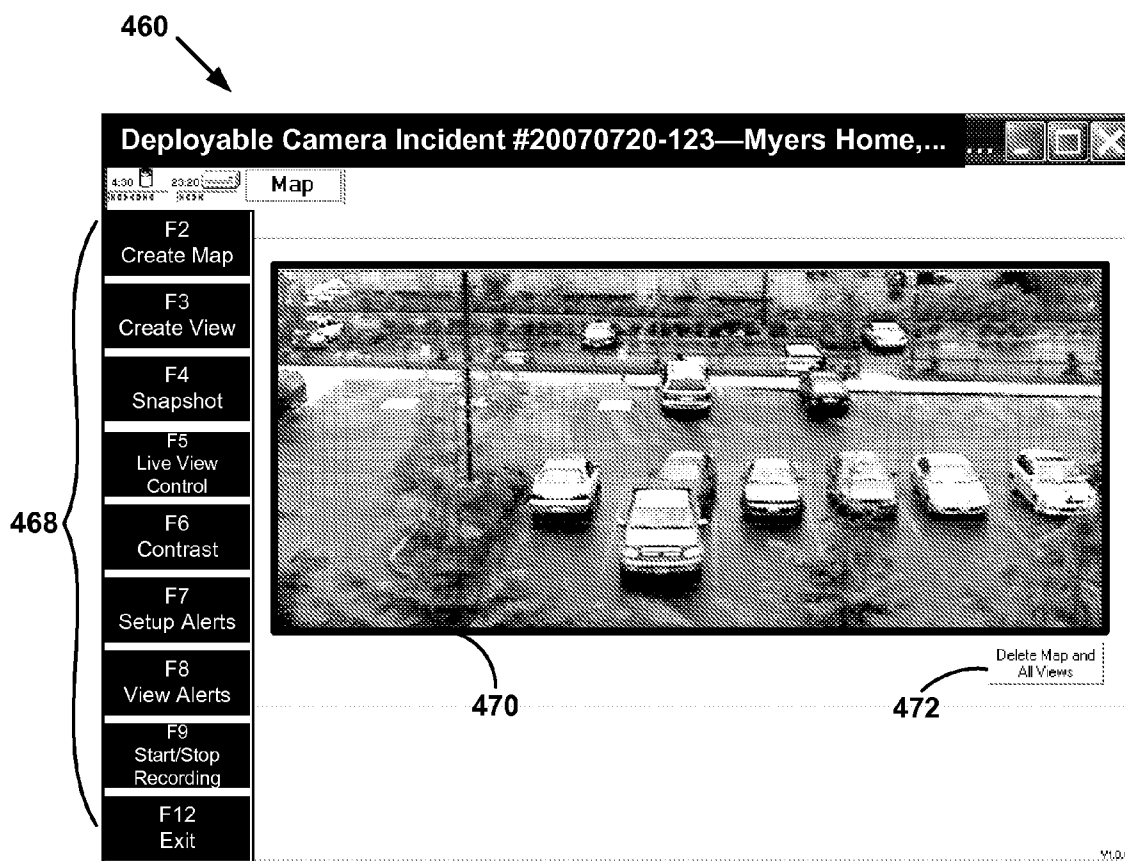 460
Deployable Camera Incident #20070720-123—Myers Home,...
4:30 23:20 Map
F2
Create Map
F3
Create View
F4
Snapshot
F5
Live View
Control
468
F6
Contrast
F7
Setup Alerts
F8
View Alerts
F9
Start/Stop
Recording
F12
Exit
Delete Map and
All Views
470
472